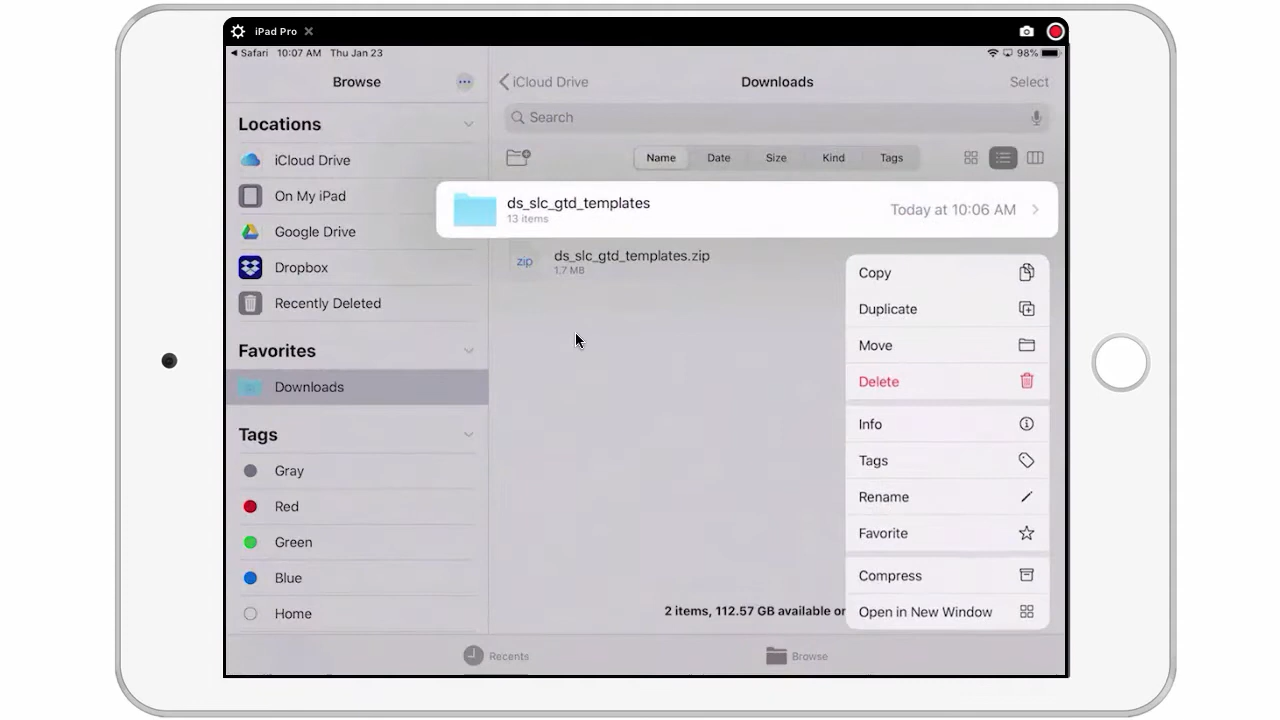 iPad Pro
Safari 10:07 AM Thu Jan 23
98%
Browse
Locations
iCloud Drive
On My iPad
Google Drive
Dropbox
Recently Deleted
Favorites
Downloads
Tags
Gray
Red
Green
Blue
Home
iCloud Drive
Downloads
Select
Search
Name Date Size Kind Tags
ds_slc_gtd_templates
13 items
Today at 10:06 AM
zip
ds_slc_gtd_templates.zip
1.7 MB
Copy
Duplicate
Move
Delete
Info
Tags
Rename
Favorite
Compress
Open in New Window
2 items, 112.57 GB available
Recents
Browse